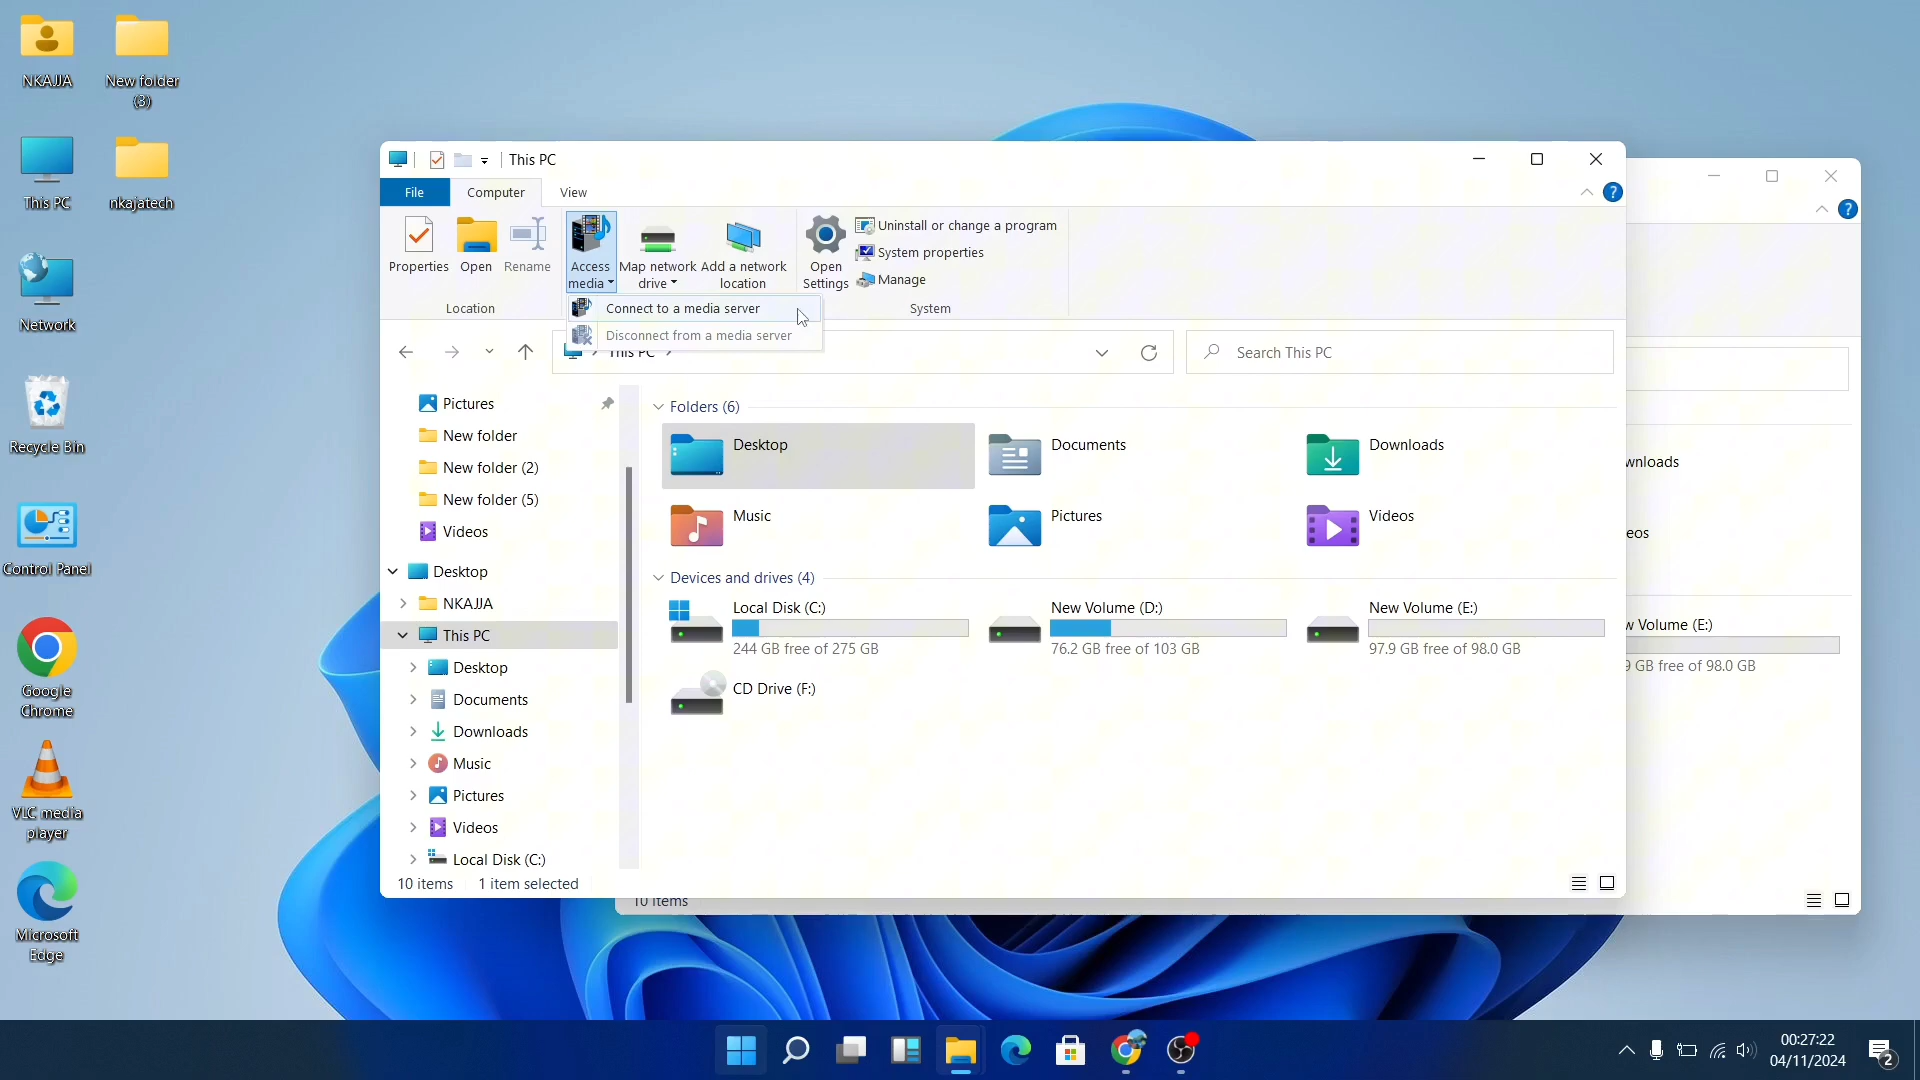 NKAJJA
New folder
(3)
This PC
nkajatech
Network
Recycle Bin
Control Panel
Google
Chrome
VLC media
player
Microsoft
Edge
This PC
File
Computer
View
Properties
Open
Rename
Access
media
Map network
drive
Add a network
location
Open
Settings
Uninstall or change a program
System properties
Manage
Location
System
Connect to a media server
Disconnect from a media server
This PC
Search This PC
Pictures
New folder
New folder (2)
New folder (5)
Videos
Desktop
NKAJJA
This PC
Desktop
Documents
Downloads
Music
Pictures
Videos
Local Disk (C:)
Folders (6)
Desktop
Documents
Downloads
Music
Pictures
Videos
Devices and drives (4)
Local Disk (C:)
244 GB free of 275 GB
New Volume (D:)
76.2 GB free of 103 GB
New Volume (E:)
97.9 GB free of 98.0 GB
CD Drive (F:)
10 items
1 item selected
wnloads
eos
w Volume (E:)
9 GB free of 98.0 GB
10 items
00:27:22
04/11/2024
2